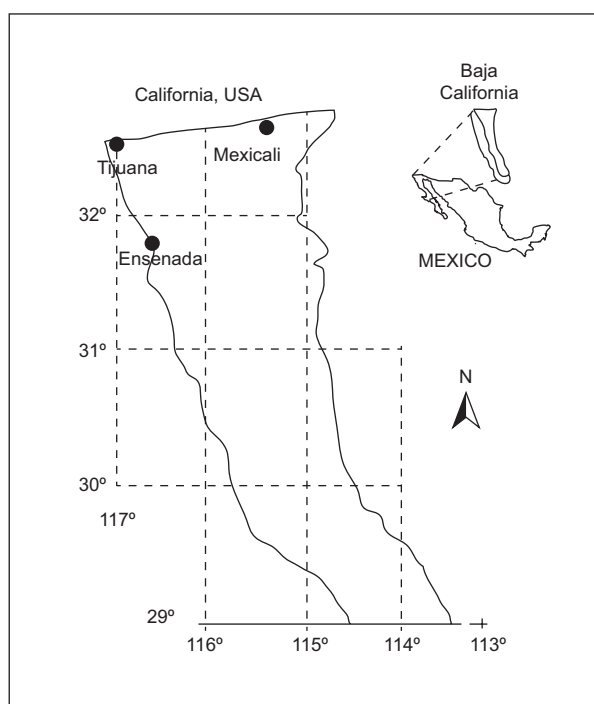 Baja
California
California, USA
Tijuana
Mexicali
32º
Ensenada
MEXICO
31º
N
30º
117º
29º
116º
115º
114º
113º